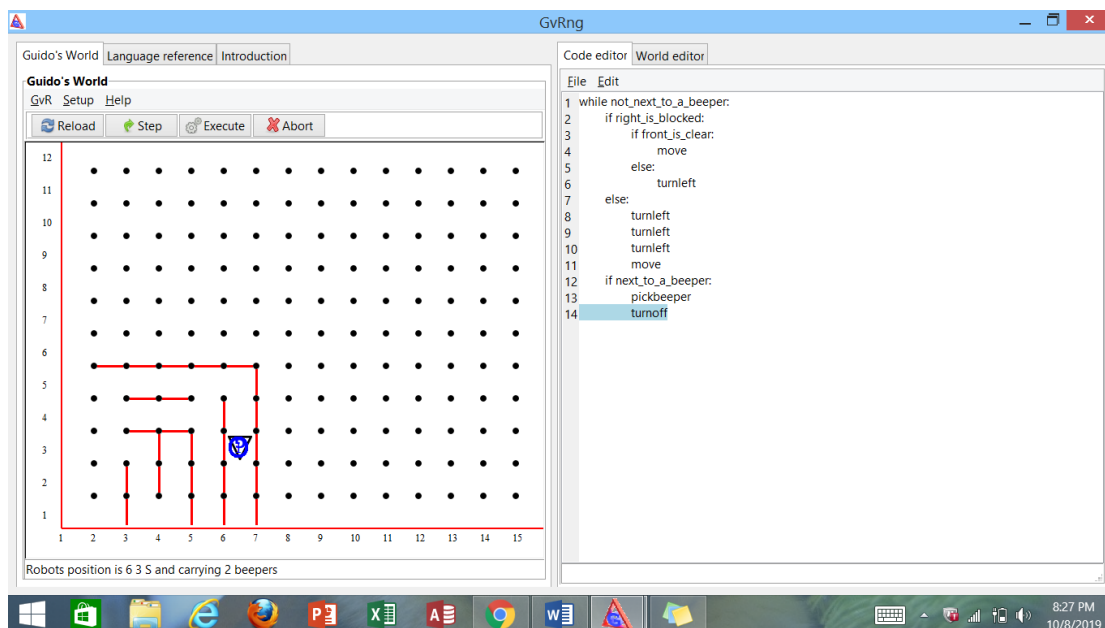 GvRng
Guido's World Language reference Introduction
Guido's World
GvR Setup Help
Reload Step Execute Abort
12
11
10
9
8
7
6
5
4
3
2
1
1 2 3 4 5 6 7 8 9 10 11 12 13 14 15
Robots position is 6 3 S and carrying 2 beepers
Code editor World editor
File Edit
1 while not_next_to_a_beeper:
2 if right_is_blocked:
3 if front_is_clear:
4 move
5 else:
6 turnleft
7 else:
8 turnleft
9 turnleft
10 turnleft
11 move
12 if next_to_a_beeper:
13 pickbeeper
14 turnoff
8:27 PM
10/8/2019